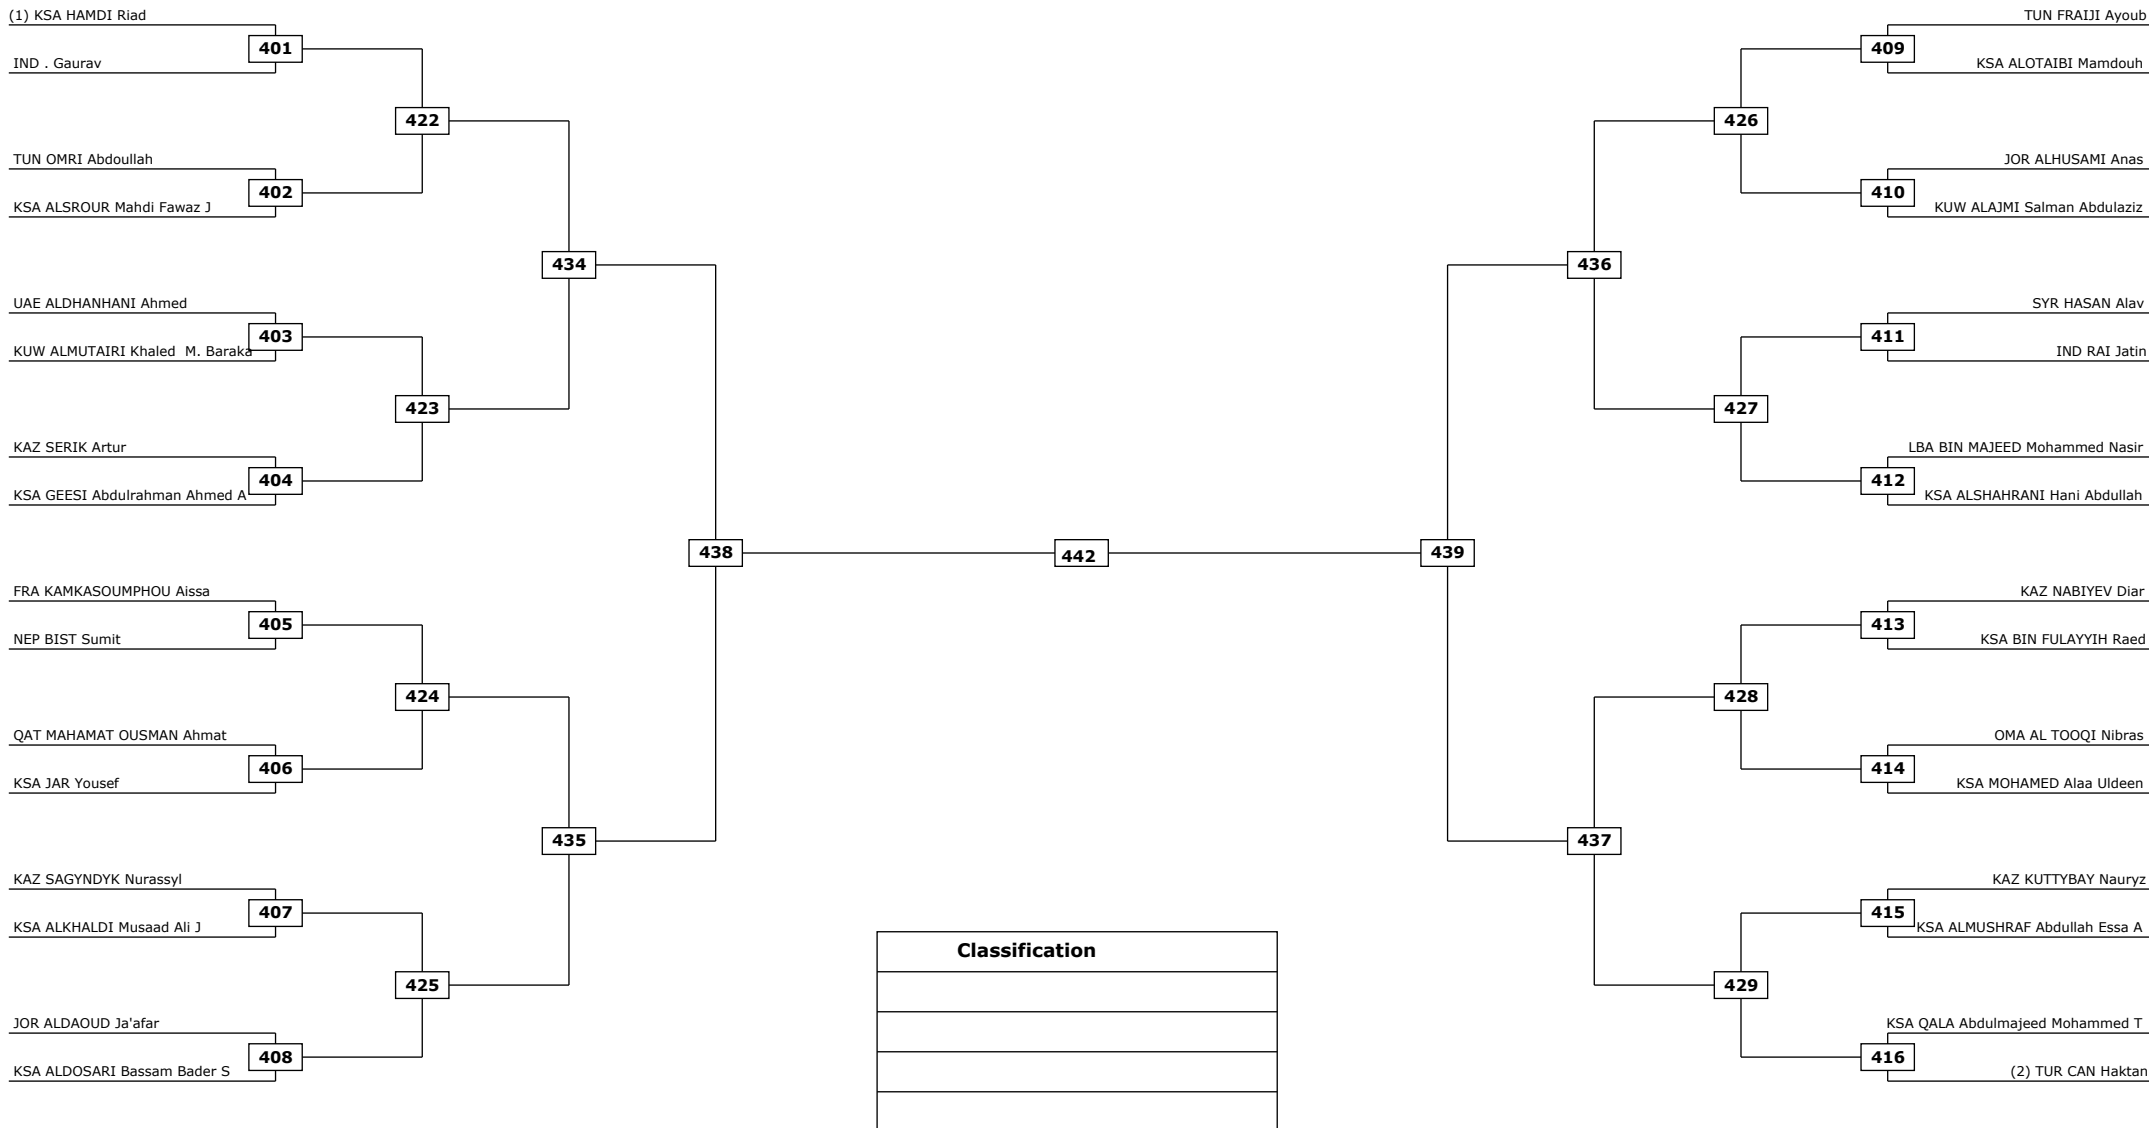 (1) KSA HAMDI Riad
401
IND . Gaurav
422
TUN OMRI Abdoullah
402
KSA ALSROUR Mahdi Fawaz J
434
UAE ALDHANHANI Ahmed
403
KUW ALMUTAIRI Khaled  M. Baraka
423
KAZ SERIK Artur
404
KSA GEESI Abdulrahman Ahmed A
438
FRA KAMKASOUMPHOU Aissa
405
NEP BIST Sumit
424
QAT MAHAMAT OUSMAN Ahmat
406
KSA JAR Yousef
435
KAZ SAGYNDYK Nurassyl
407
KSA ALKHALDI Musaad Ali J
425
JOR ALDAOUD Ja'afar
408
KSA ALDOSARI Bassam Bader S
442
Classification
TUN FRAIJI Ayoub
409
KSA ALOTAIBI Mamdouh
426
JOR ALHUSAMI Anas
410
KUW ALAJMI Salman Abdulaziz
436
SYR HASAN Alav
411
IND RAI Jatin
427
LBA BIN MAJEED Mohammed Nasir
412
KSA ALSHAHRANI Hani Abdullah
439
KAZ NABIYEV Diar
413
KSA BIN FULAYYIH Raed
428
OMA AL TOOQI Nibras
414
KSA MOHAMED Alaa Uldeen
437
KAZ KUTTYBAY Nauryz
415
KSA ALMUSHRAF Abdullah Essa A
429
KSA QALA Abdulmajeed Mohammed T
416
(2) TUR CAN Haktan